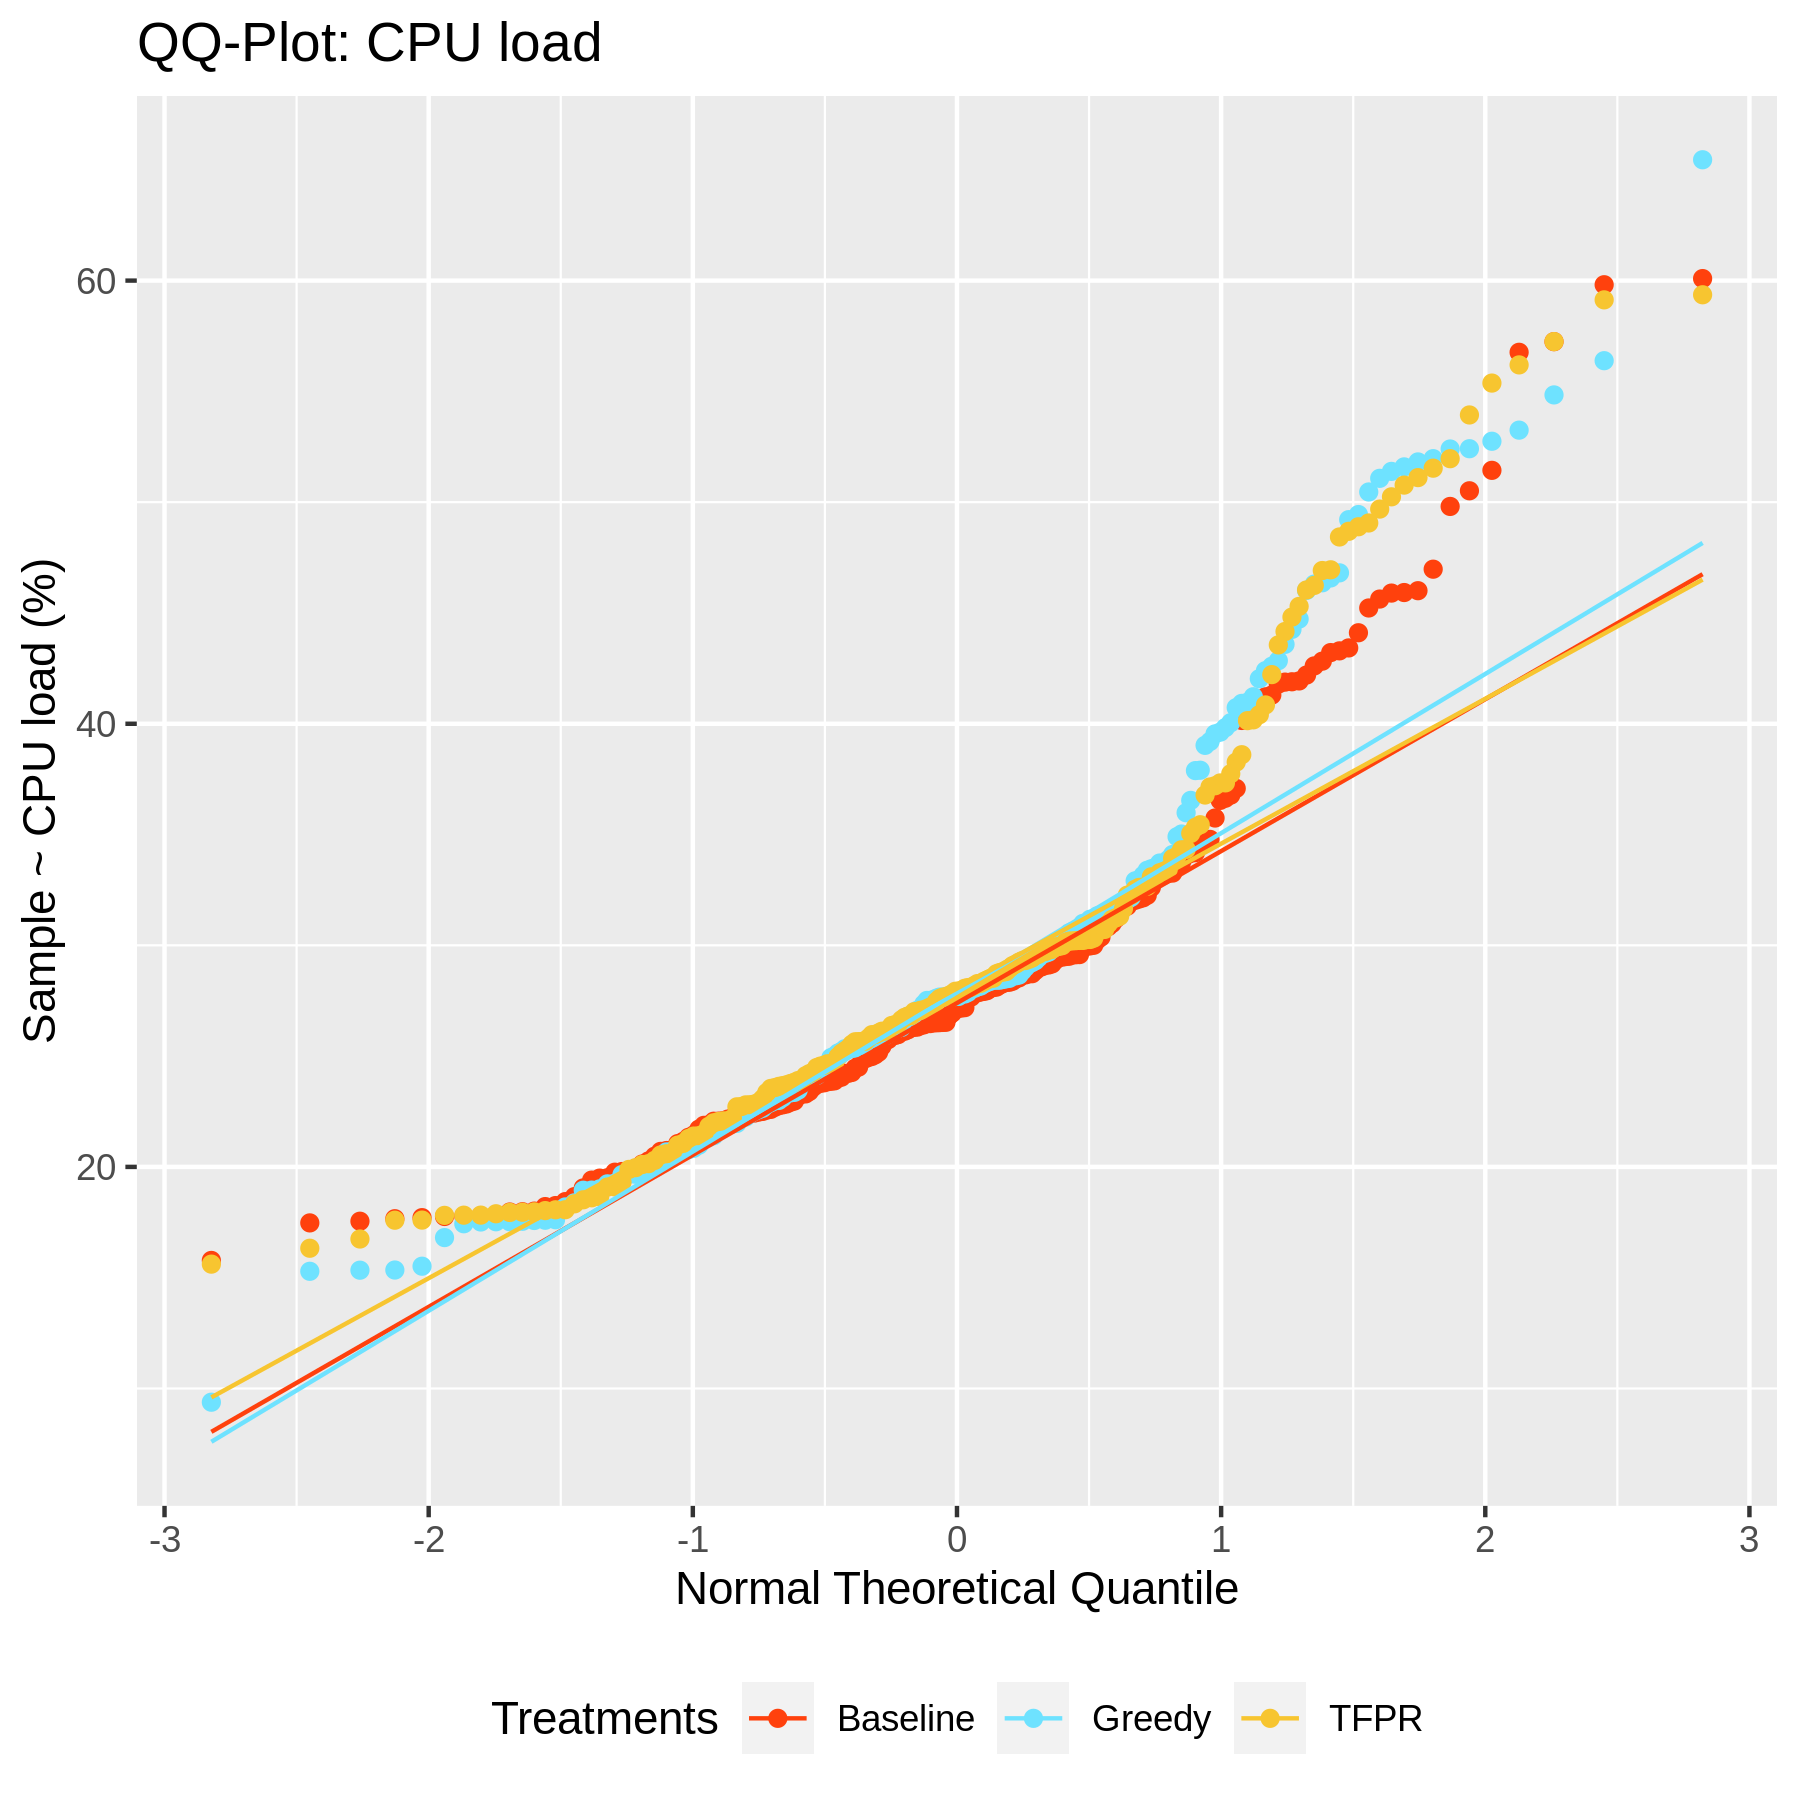 QQ-Plot: CPU load
Sample ~ CPU load (%)
60
40
20
-3 -2 -1 0 1 2 3
Normal Theoretical Quantile
Treatments Baseline Greedy TFPR